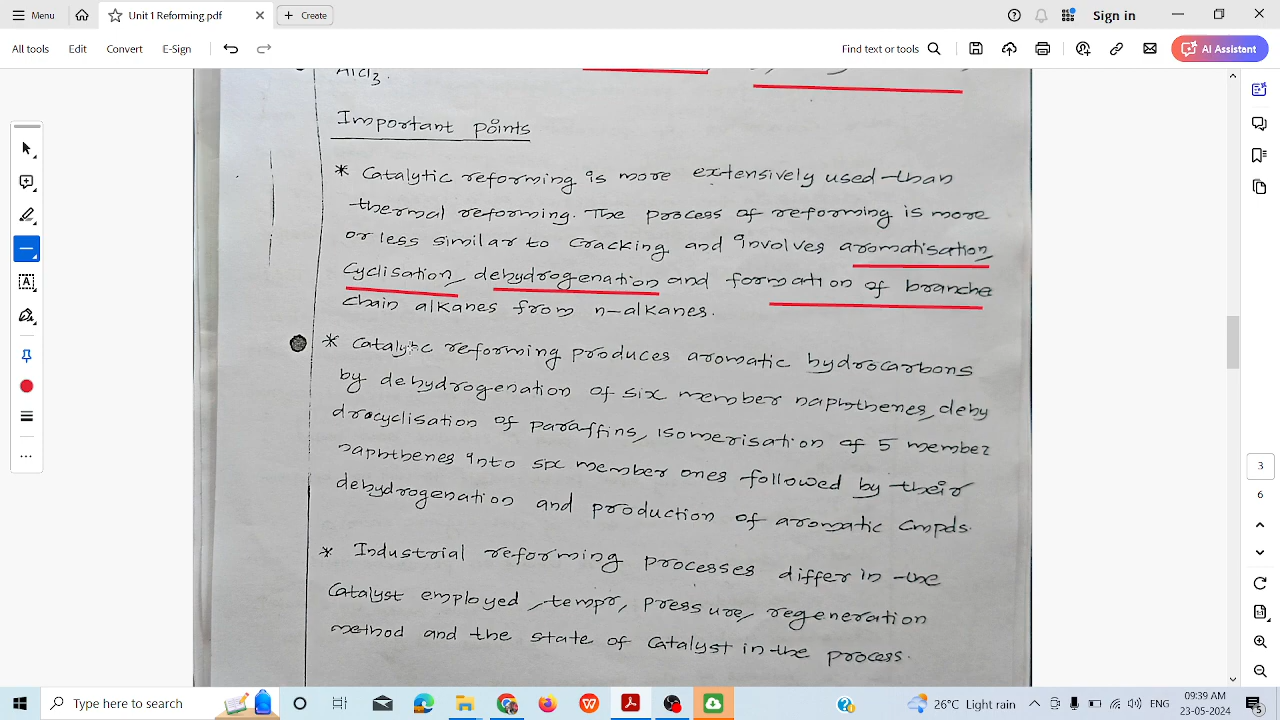 Menu
Unit 1 Reforming.pdf
Create
Sign in
All tools
Edit
Convert
E-Sign
Find text or tools
AI Assistant
AlCl3.
Important points
* Catalytic reforming is more extensively used than
thermal reforming. The process of reforming is more
or less similar to cracking and involves aromatisation,
cyclisation, dehydrogenation and formation of branche
chain alkanes from n-alkanes.
* Catalytic reforming produces aromatic hydrocarbons
by dehydrogenation of six member naphthenes, dehy
drocyclisation of paraffins, isomerisation of 5 member
naphthenes into six member ones followed by their
dehydrogenation and production of aromatic cmpds.
* Industrial reforming processes differ in the
catalyst employed, tempr, pressure, regeneration
method and the state of catalyst in the process.
3
6
Type here to search
26°C Light rain
ENG
09:39 AM
23-05-2024
5